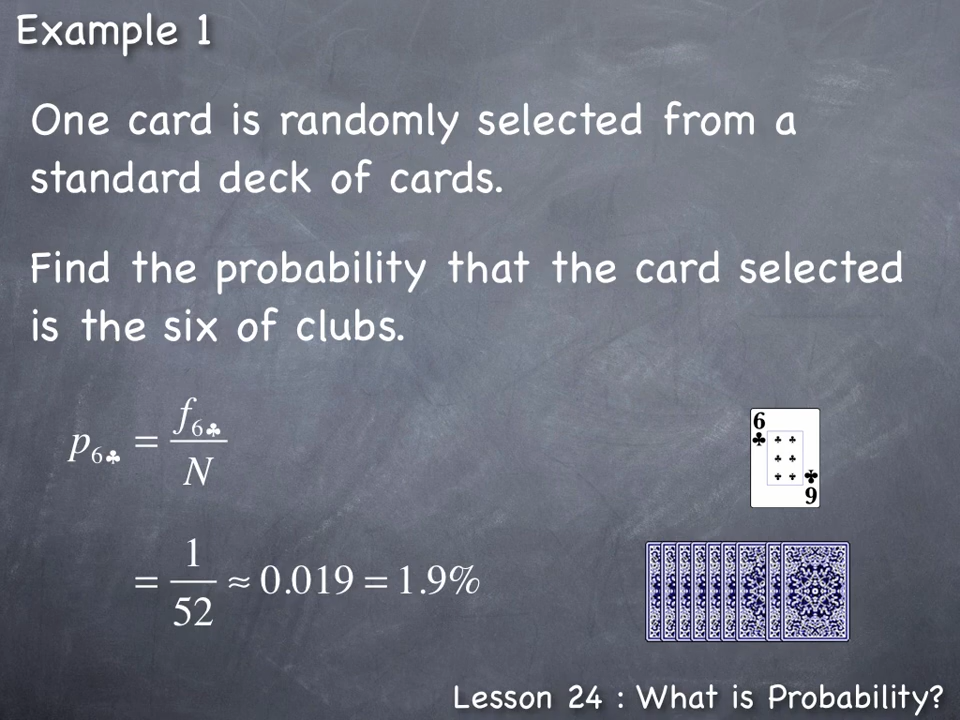 Example 1
One card is randomly selected from a
standard deck of cards.
Find the probability that the card selected
is the six of clubs.
p6♣ = f6♣ / N
= 1/52 ≈ 0.019 = 1.9%
6♣
6♣
Lesson 24 : What is Probability?